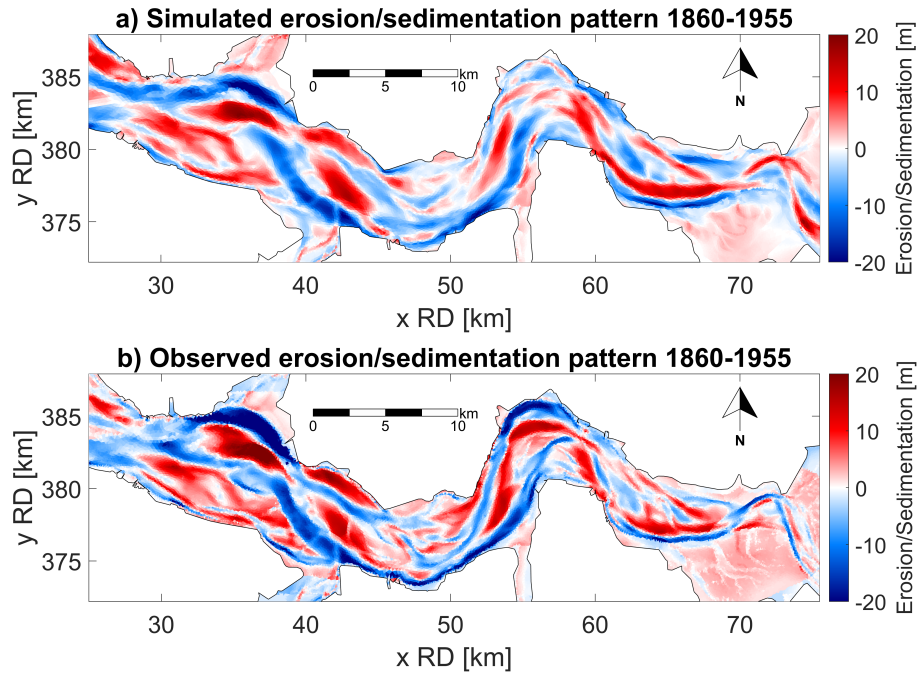 a) Simulated erosion/sedimentation pattern 1860-1955
y RD [km]
385
380
375
0
5
10
km
N
30
40
50
60
70
x RD [km]
20
10
0
-10
-20
Erosion/Sedimentation [m]
b) Observed erosion/sedimentation pattern 1860-1955
y RD [km]
385
380
375
0
5
10
km
N
30
40
50
60
70
x RD [km]
20
10
0
-10
-20
Erosion/Sedimentation [m]